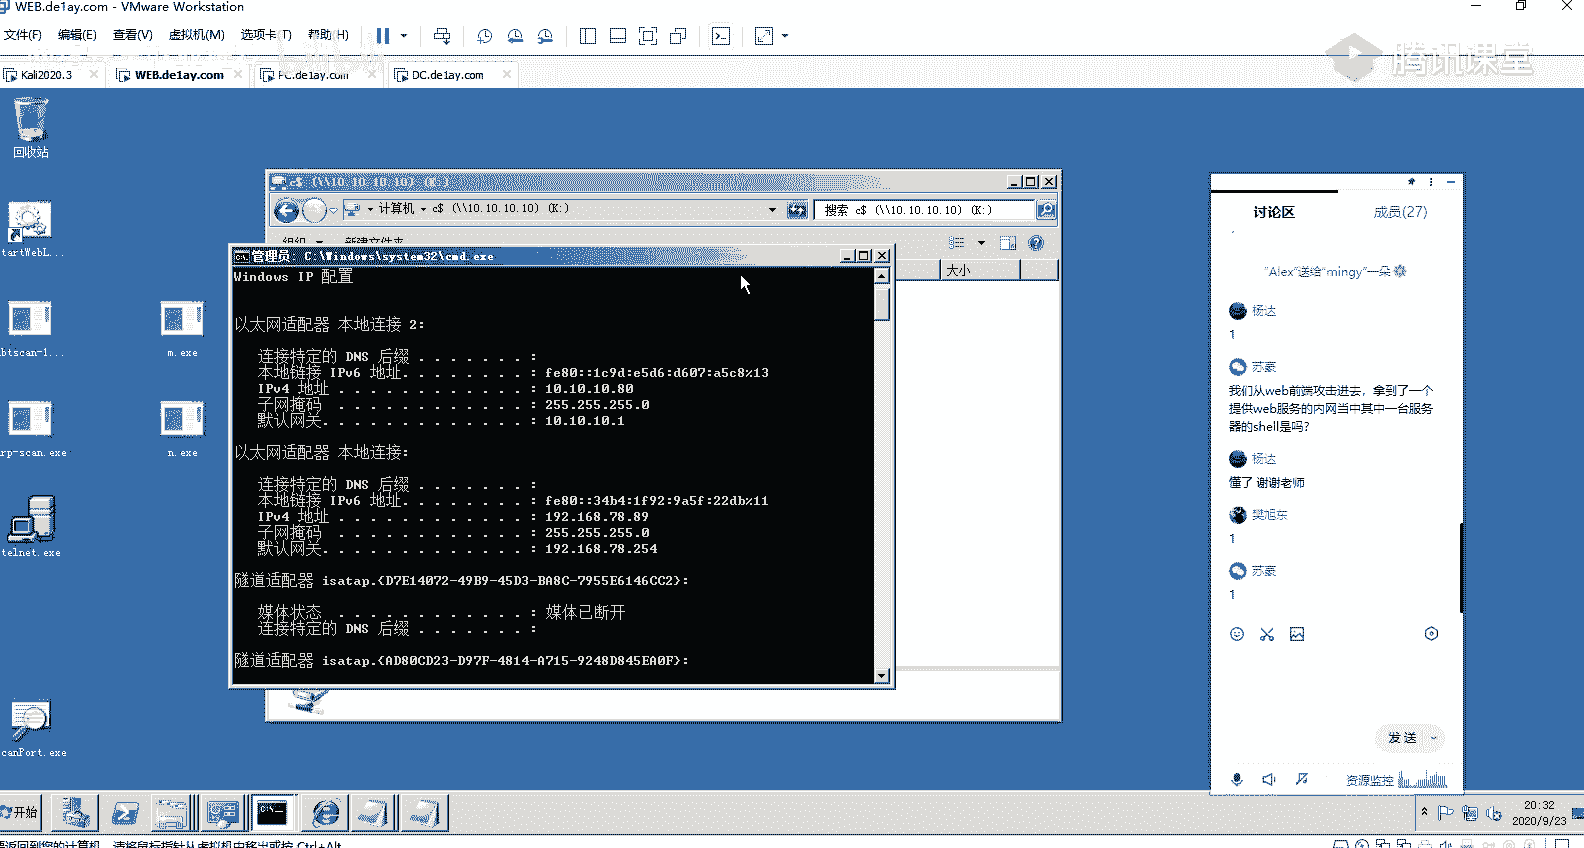 WEB.de1ay.com - VMware Workstation
文件(F) 编辑(E) 查看(V) 虚拟机(M) 选项卡(T) 帮助(H)
腾讯课堂
Kali2020.3 WEB.de1ay.com PC.de1ay.com DC.de1ay.com
回收站
tartWebL...
btscan-1...
m.exe
rp-scan.exe
n.exe
telnet.exe
canPort.exe
c$ (\\10.10.10.10) (K:)
计算机 c$ (\\10.10.10.10) (K:)
搜索 c$ (\\10.10.10.10) (K:)
组织 新建文件夹
大小
管理员: C:\Windows\system32\cmd.exe
Windows IP 配置
以太网适配器 本地连接 2:
连接特定的 DNS 后缀 . . . . . . . :
本地链接 IPv6 地址. . . . . . . . : fe80::1c9d:e5d6:d607:a5c8%13
IPv4 地址 . . . . . . . . . . . . : 10.10.10.80
子网掩码 . . . . . . . . . . . . : 255.255.255.0
默认网关. . . . . . . . . . . . . : 10.10.10.1
以太网适配器 本地连接:
连接特定的 DNS 后缀 . . . . . . . :
本地链接 IPv6 地址. . . . . . . . : fe80::34b4:1f92:9a5f:22db%11
IPv4 地址 . . . . . . . . . . . . : 192.168.78.89
子网掩码 . . . . . . . . . . . . : 255.255.255.0
默认网关. . . . . . . . . . . . . : 192.168.78.254
隧道适配器 isatap.{D7E14072-49B9-45D3-BA8C-7955E6146CC2}:
媒体状态 . . . . . . . . . . . . : 媒体已断开
连接特定的 DNS 后缀 . . . . . . . :
隧道适配器 isatap.{AD80CD23-D97F-4814-A715-9248D845EA0F}:
讨论区 成员(27)
"Alex"送给"mingy"一朵
杨达
1
苏豪
我们从web前端攻击进去，拿到了一个
提供web服务的内网当中其中一台服务
器的shell是吗？
杨达
懂了 谢谢老师
樊旭东
1
苏豪
1
发送
资源监控
开始
20:32
2020/9/23
要返回到您的计算机，请将鼠标指针从虚拟机中移出或按 Ctrl+Alt。